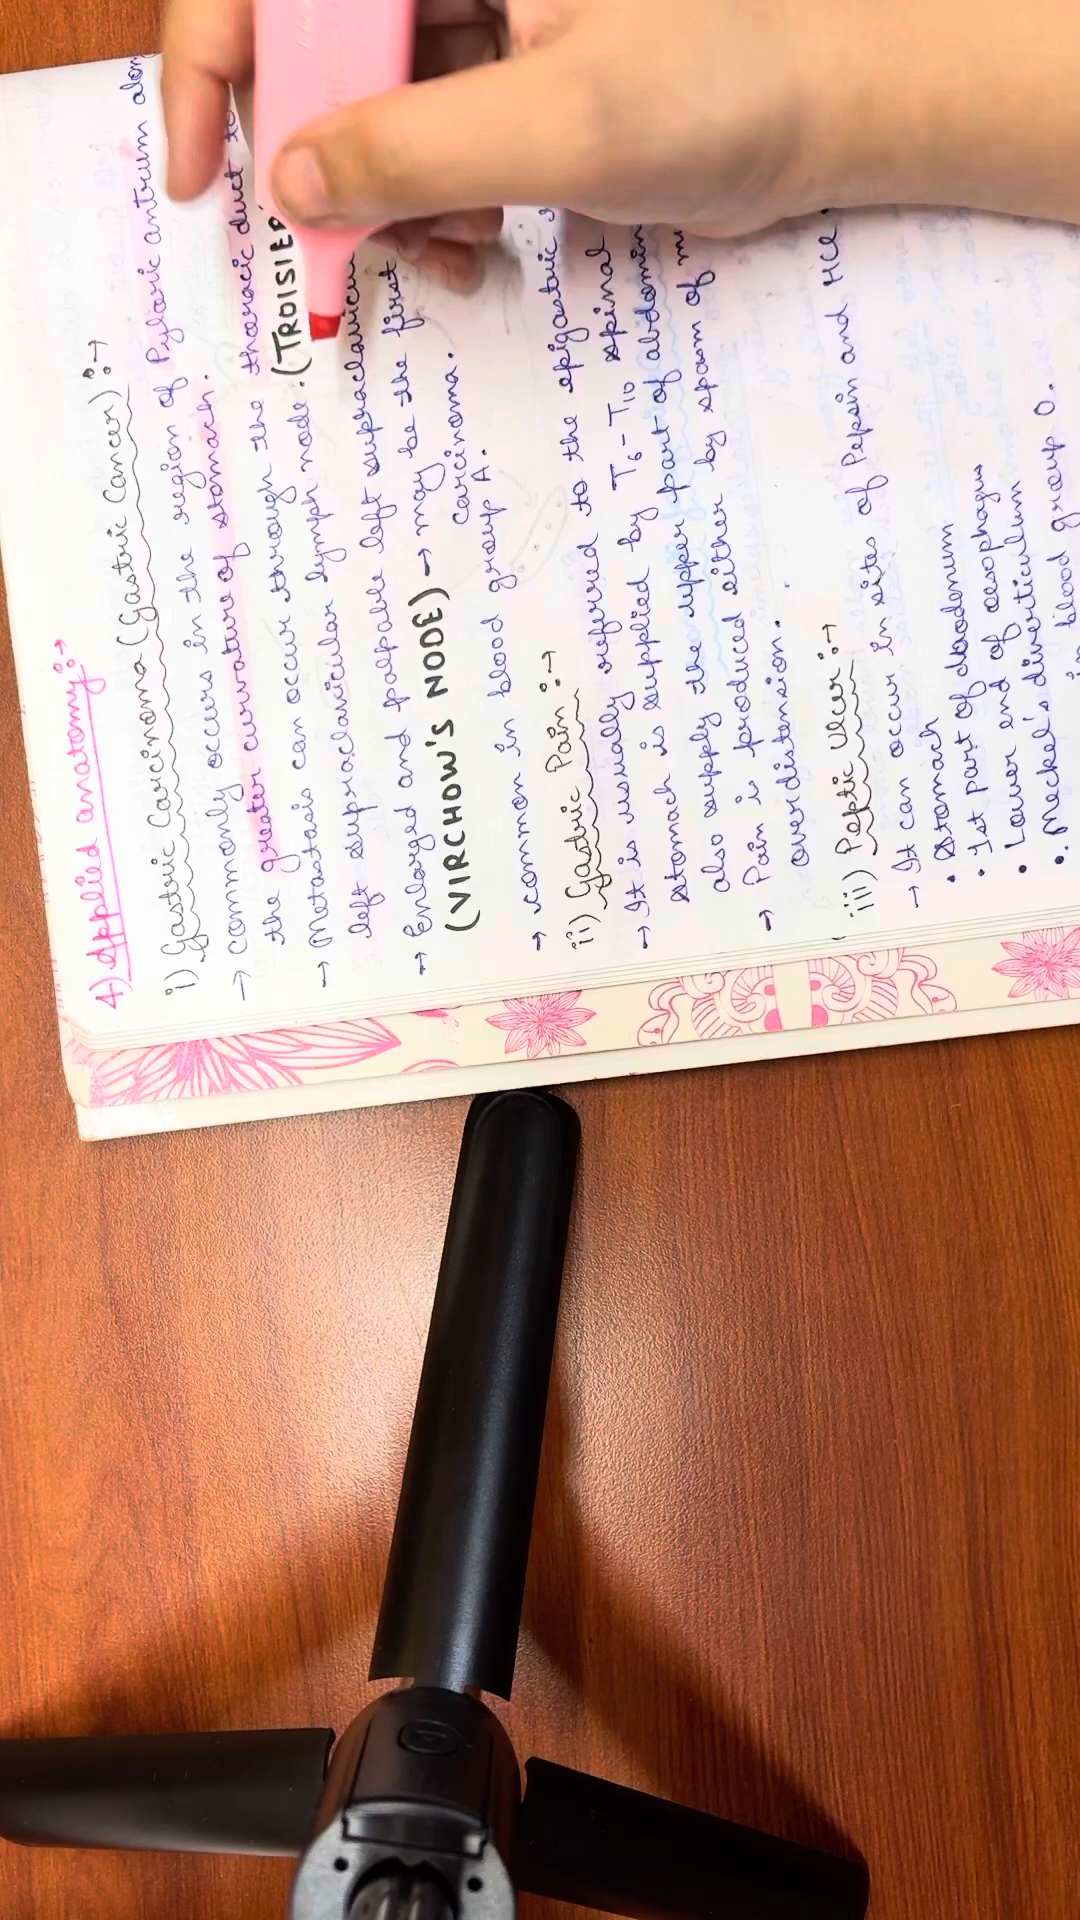 4) Applied anatomy :→
i) Gastric Carcinoma (Gastric Cancer) :→
→ commonly occurs in the region of Pyloric antrum along
the greater curvature of stomach.
→ Metastasis can occur through the thoracic duct to
left supraclavicular lymph node. (TROISIER
→ Enlarged and palpable left supraclavicu
(VIRCHOW'S NODE) → may be the first
carcinoma.
→ common in blood group A.
ii) Gastric Pain :→
→ It is usually referred to the epigastric
stomach is supplied by T6-T10 spinal
also supply the upper part of abdomin
→ Pain is produced either by spasm of m
overdistension.
iii) Peptic Ulcer :→
→ It can occur in sites of Pepsin and HCl.
• Stomach
• 1st part of duodenum
• Lower end of oesophagus
• Meckel's diverticulum
in blood group O.